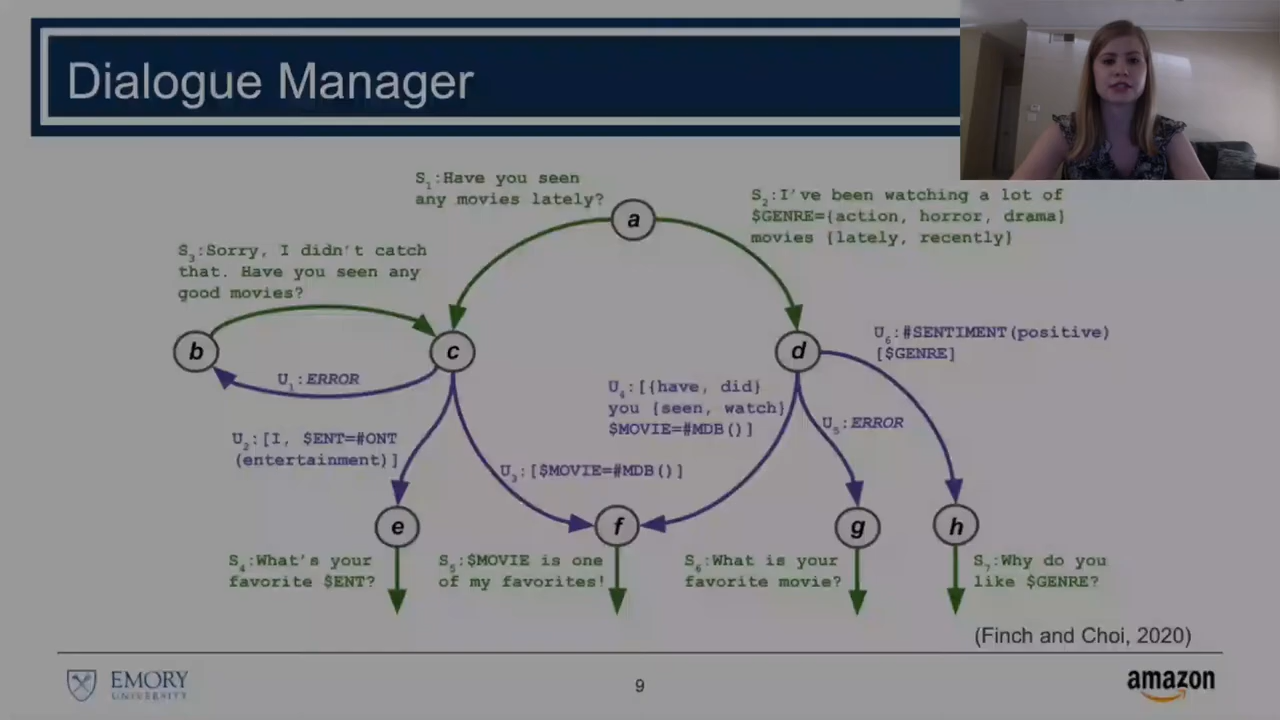 Dialogue Manager
S1:Have you seen
any movies lately?
a
S2:I've been watching a lot of
$GENRE={action, horror, drama}
movies {lately, recently}
S3:Sorry, I didn't catch
that. Have you seen any
good movies?
b
c
d
U6:#SENTIMENT(positive)
[$GENRE]
U1:ERROR
U4:[{have, did}
you {seen, watch}
$MOVIE=#MDB()]
U5:ERROR
U2:[I, $ENT=#ONT
(entertainment)]
U3:[$MOVIE=#MDB()]
e
f
g
h
S4:What's your
favorite $ENT?
S5:$MOVIE is one
of my favorites!
S6:What is your
favorite movie?
S7:Why do you
like $GENRE?
(Finch and Choi, 2020)
EMORY
UNIVERSITY
9
amazon